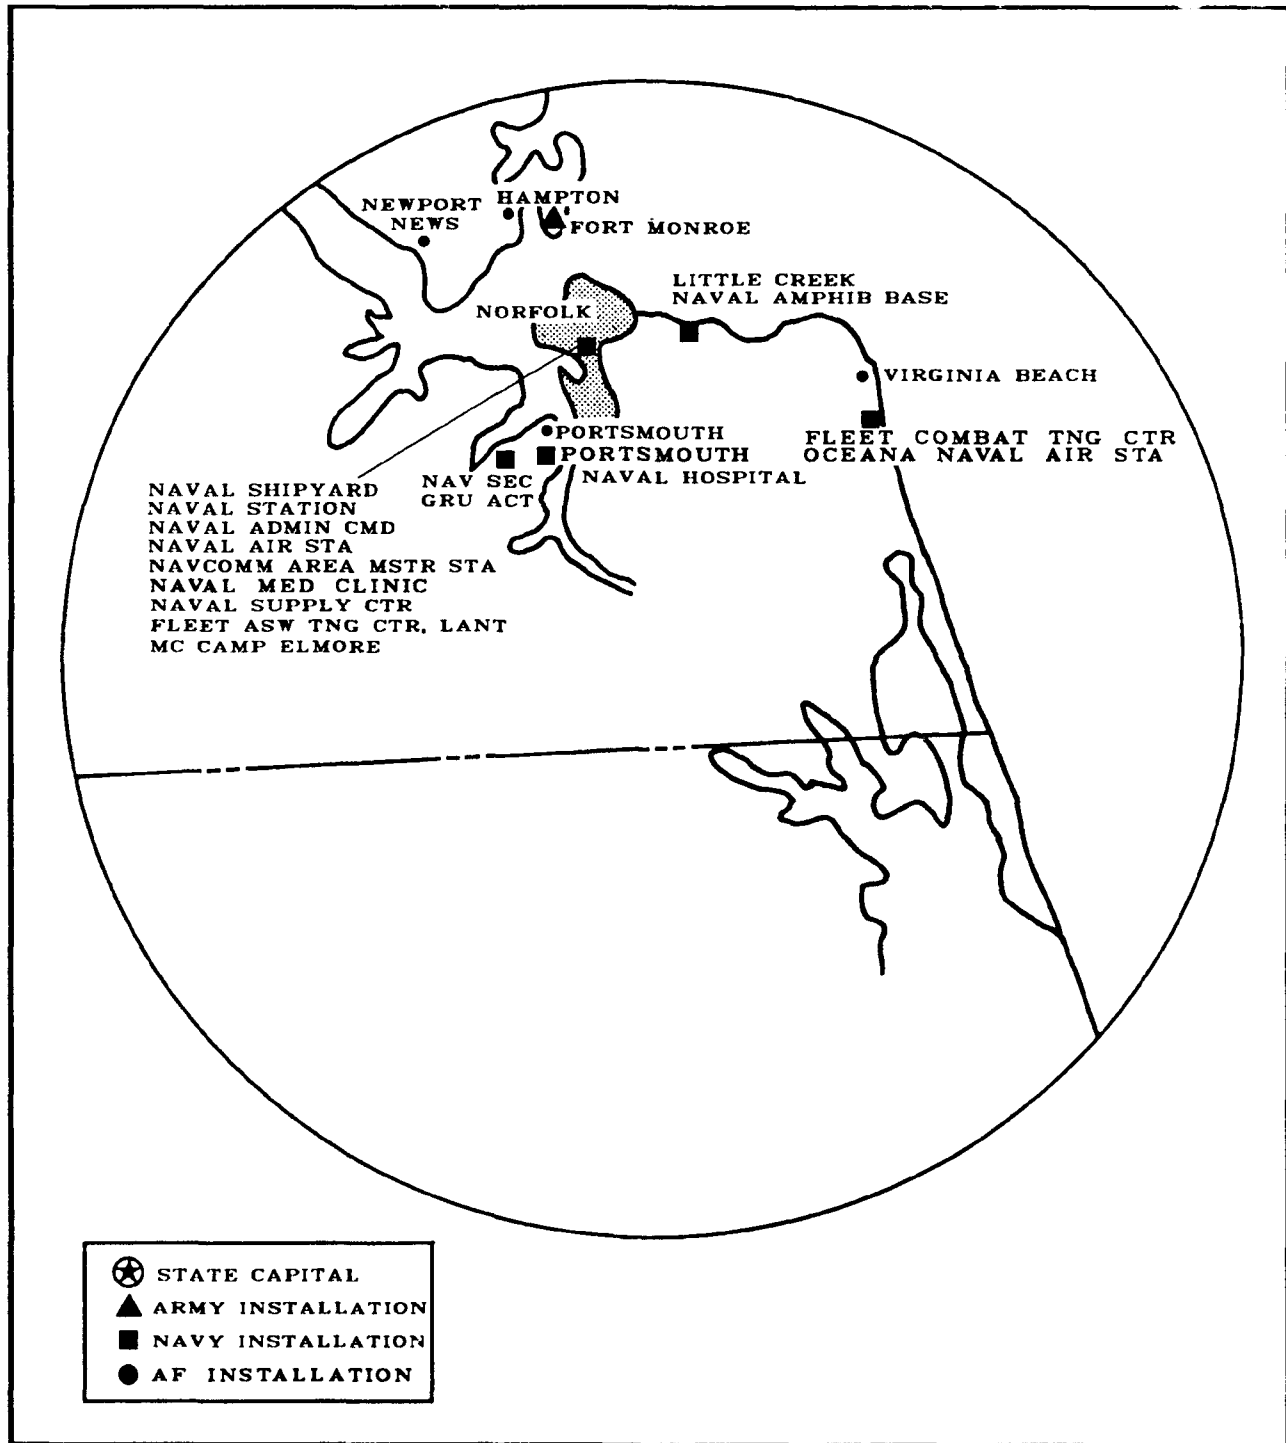 NEWPORT
NEWS
HAMPTON
FORT MONROE
LITTLE CREEK
NAVAL AMPHIB BASE
NORFOLK
VIRGINIA BEACH
FLEET COMBAT TNG CTR
OCEANA NAVAL AIR STA
PORTSMOUTH
PORTSMOUTH
NAVAL HOSPITAL
NAV SEC
GRU ACT
NAVAL SHIPYARD
NAVAL STATION
NAVAL ADMIN CMD
NAVAL AIR STA
NAVCOMM AREA MSTR STA
NAVAL MED CLINIC
NAVAL SUPPLY CTR
FLEET ASW TNG CTR, LANT
MC CAMP ELMORE
STATE CAPITAL
ARMY INSTALLATION
NAVY INSTALLATION
AF INSTALLATION